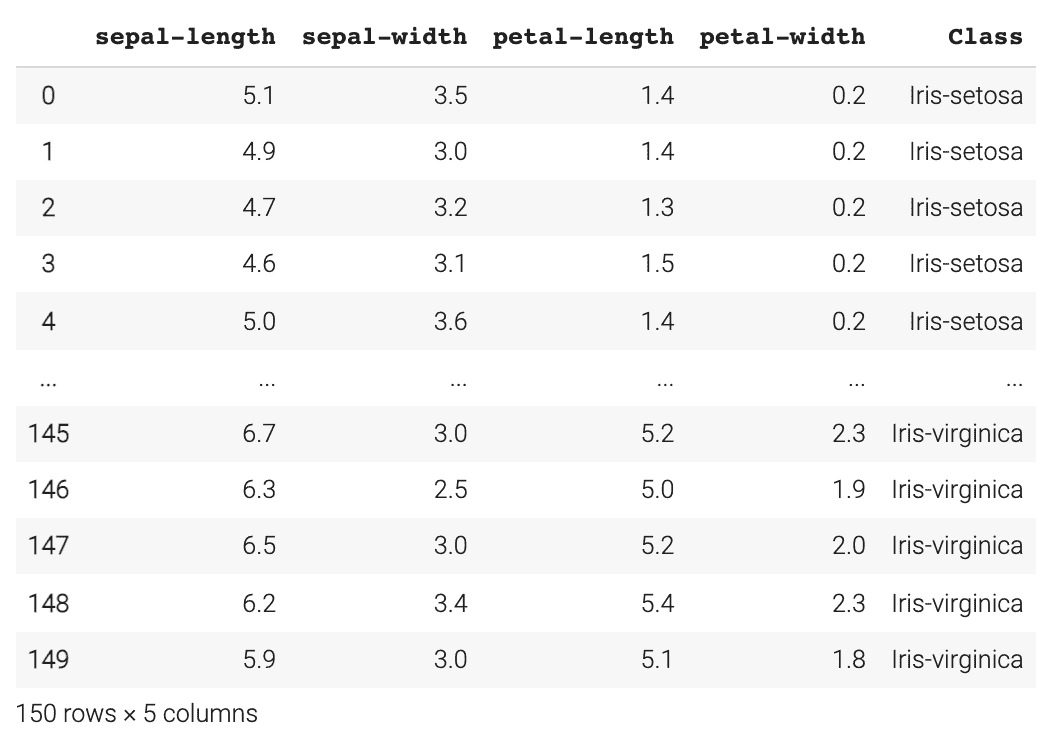 sepal-length sepal-width petal-length petal-width Class
0 5.1 3.5 1.4 0.2 Iris-setosa
1 4.9 3.0 1.4 0.2 Iris-setosa
2 4.7 3.2 1.3 0.2 Iris-setosa
3 4.6 3.1 1.5 0.2 Iris-setosa
4 5.0 3.6 1.4 0.2 Iris-setosa
... ... ... ... ... ...
145 6.7 3.0 5.2 2.3 Iris-virginica
146 6.3 2.5 5.0 1.9 Iris-virginica
147 6.5 3.0 5.2 2.0 Iris-virginica
148 6.2 3.4 5.4 2.3 Iris-virginica
149 5.9 3.0 5.1 1.8 Iris-virginica
150 rows × 5 columns